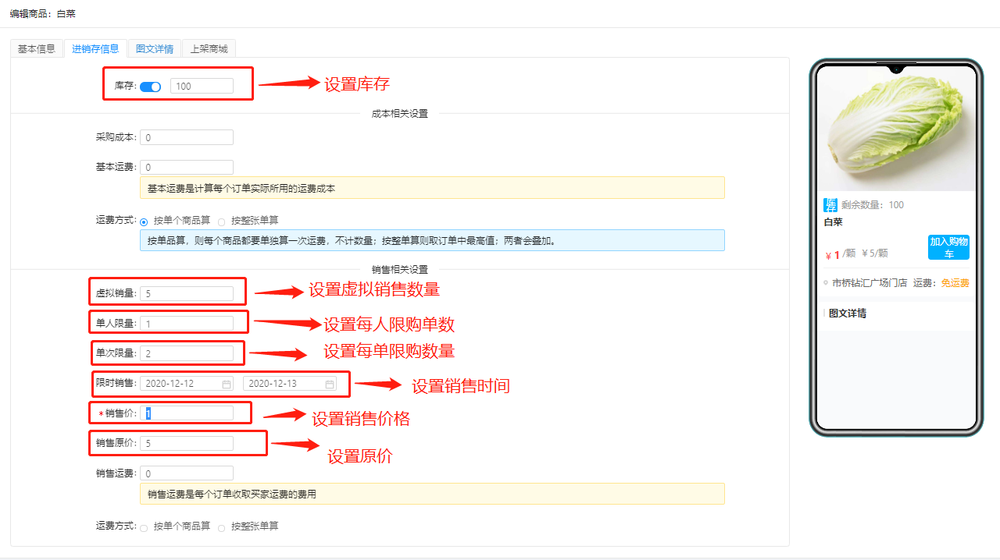 编辑商品：白菜
基本信息 进销存信息 图文详情 上架商城
库存: 100 设置库存
成本相关设置
采购成本: 0
基本运费: 0
基本运费是计算每个订单实际所用的运费成本
运费方式: 按单个商品算 按整张单算
按单品算，则每个商品都要单独算一次运费，不计数量；按整单算则取订单中最高值；两者会叠加。
销售相关设置
虚拟销量: 5 设置虚拟销售数量
单人限量: 1 设置每人限购单数
单次限量: 2 设置每单限购数量
限时销售: 2020-12-12 2020-12-13 设置销售时间
*销售价: 1 设置销售价格
销售原价: 5 设置原价
销售运费: 0
销售运费是每个订单收取买家运费的费用
运费方式: 按单个商品算 按整张单算
库存 剩余数量：100
白菜
￥1/颗 ￥5/颗 加入购物车
市桥钻汇广场门店 运费：免运费
图文详情